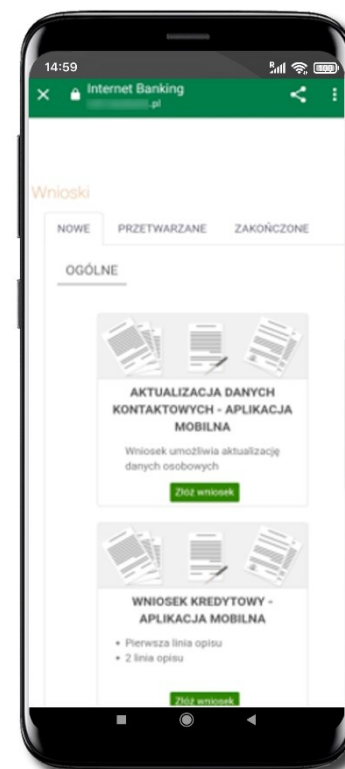 14:59
R
100
Internet Banking
.pl
Wnioski
NOWE PRZETWARZANE ZAKOŃCZONE
OGÓLNE
AKTUALIZACJA DANYCH
KONTAKTOWYCH - APLIKACJA
MOBILNA
Wniosek umożliwia aktualizację
danych osobowych
Złóż wniosek
WNIOSEK KREDYTOWY -
APLIKACJA MOBILNA
• Pierwsza linia opisu
• 2 linia opisu
Złóż wniosek